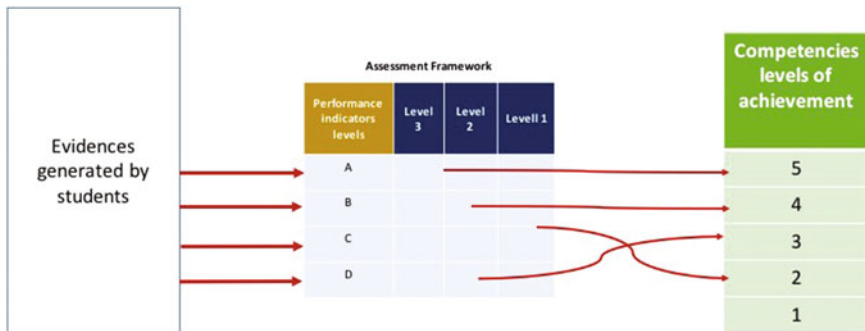 Evidences
generated by
students
Assessment Framework
Performance
indicators
levels
Level
3
Level
2
Levell 1
A
B
C
D
Competencies
levels of
achievement
5
4
3
2
1